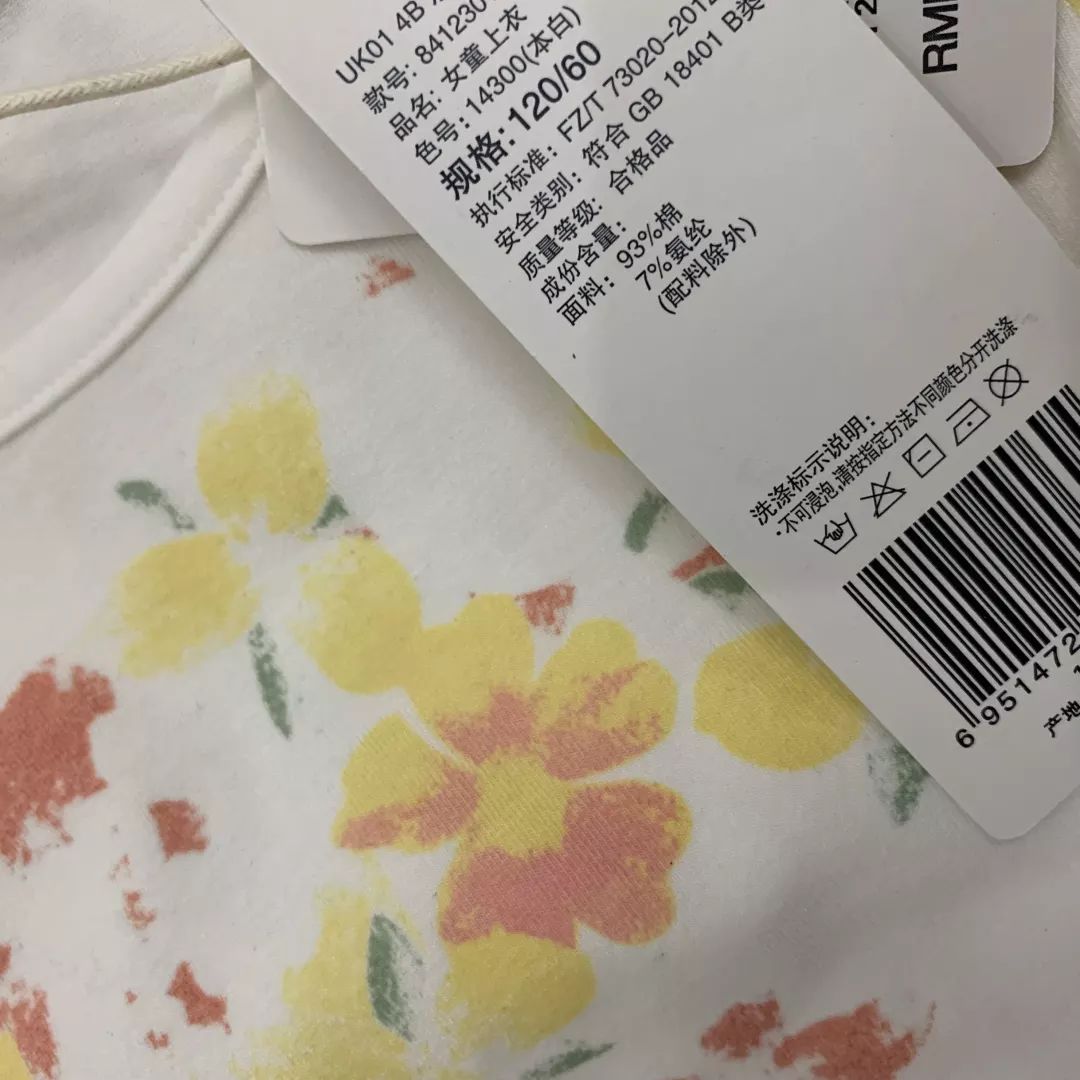 UK01 4B
款号: 841230
品名: 女童上衣
色号: 14300(本白)
规格: 120/60
执行标准: FZ/T 73020-2012
安全类别: 符合 GB 18401 B类
质量等级: 合格品
成份含量:
面料: 93%棉
7%氨纶
(配料除外)
洗涤标示说明:
·不可浸泡,请按指定方法不同颜色分开洗涤
6 951472
产地